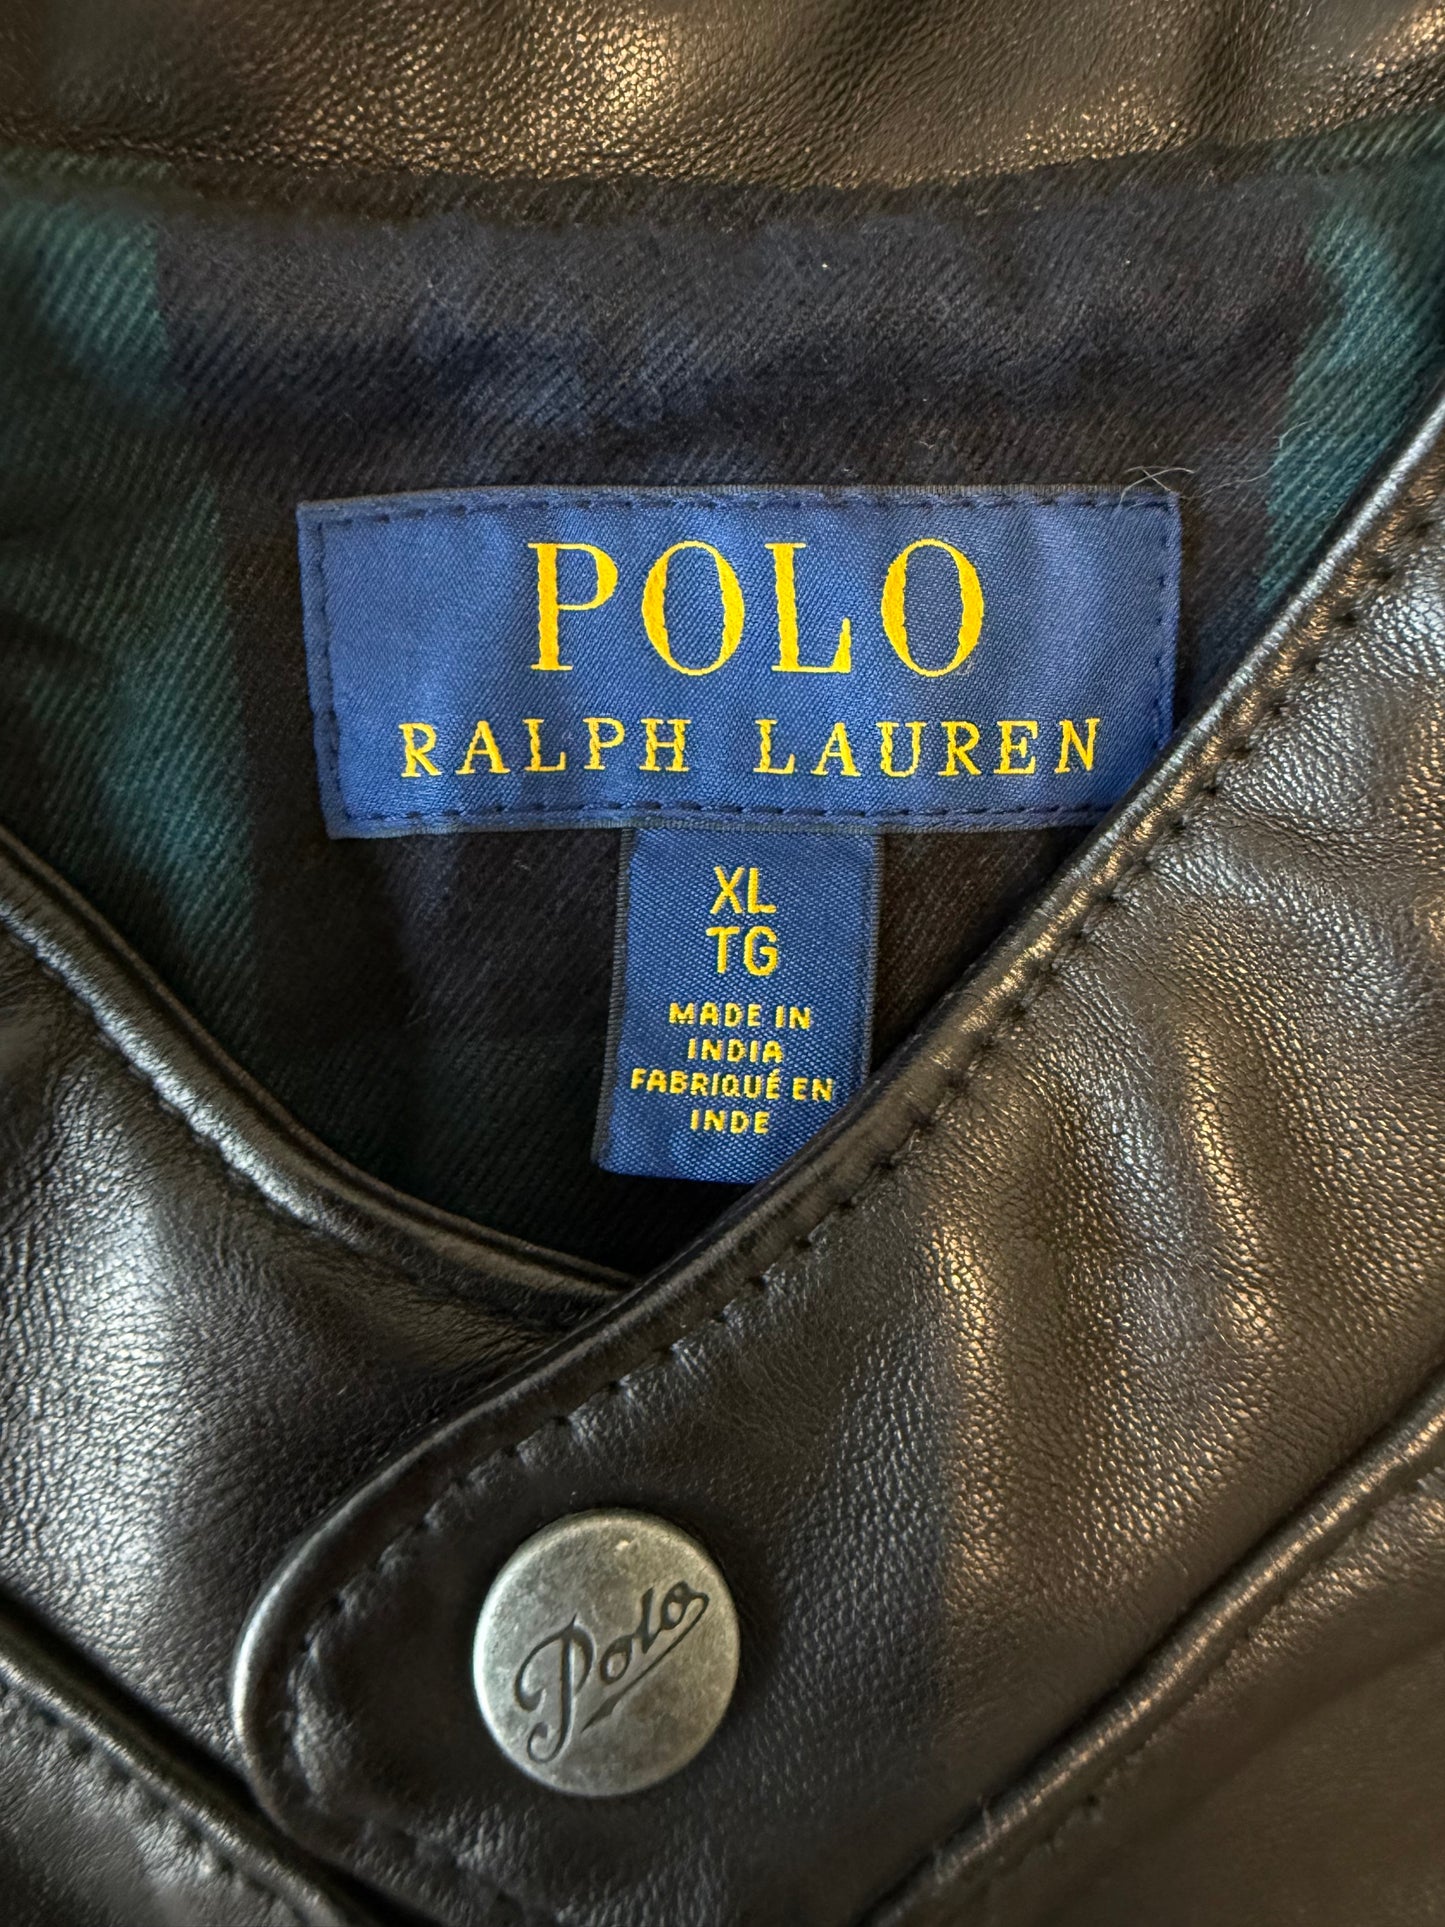 POLO
RALPH LAUREN
XL
TG
MADE IN
INDIA
FABRIQUÉ EN
INDE
Polo